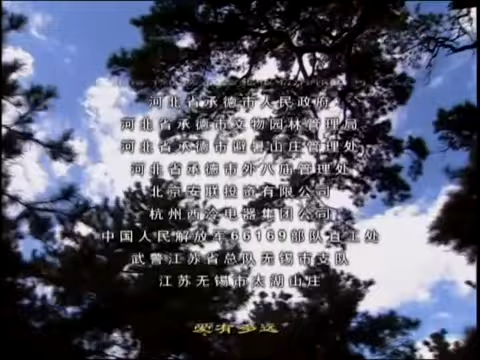 河北省承德市人民政府
河北省承德市文物园林管理局
河北省承德市避暑山庄管理处
河北省承德市外八庙管理处
北京安联投资有限公司
杭州西冷电器集团公司
中国人民解放军66169部队直工处
武警江苏省总队无锡市支队
江苏无锡市太湖山庄
爱有多远